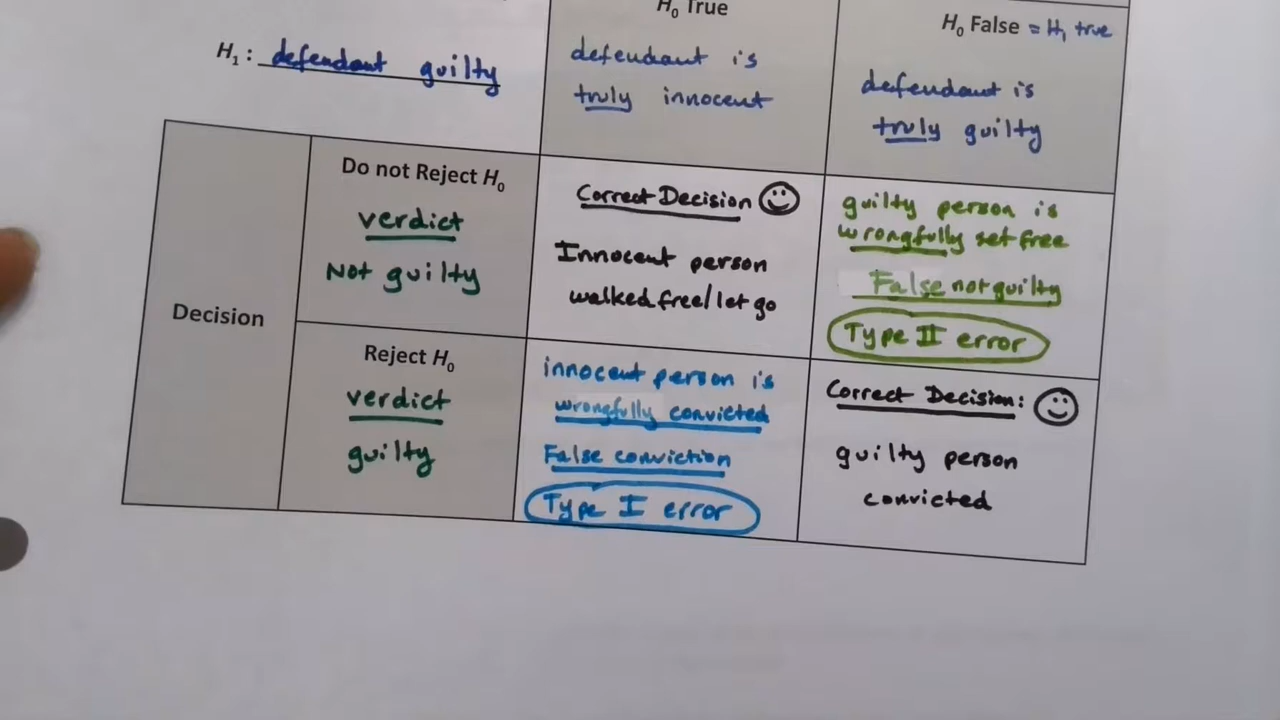 H0 True
H0 False = H1 true
H1: defendant guilty
defendant is
truly innocent
defendant is
truly guilty
Decision
Do not Reject H0
verdict
Not guilty
Correct Decision
Innocent person
walked free/let go
guilty person is
wrongfully set free
False not guilty
Type II error
Reject H0
verdict
guilty
innocent person is
wrongfully convicted
False conviction
Type I error
Correct Decision:
guilty person
convicted